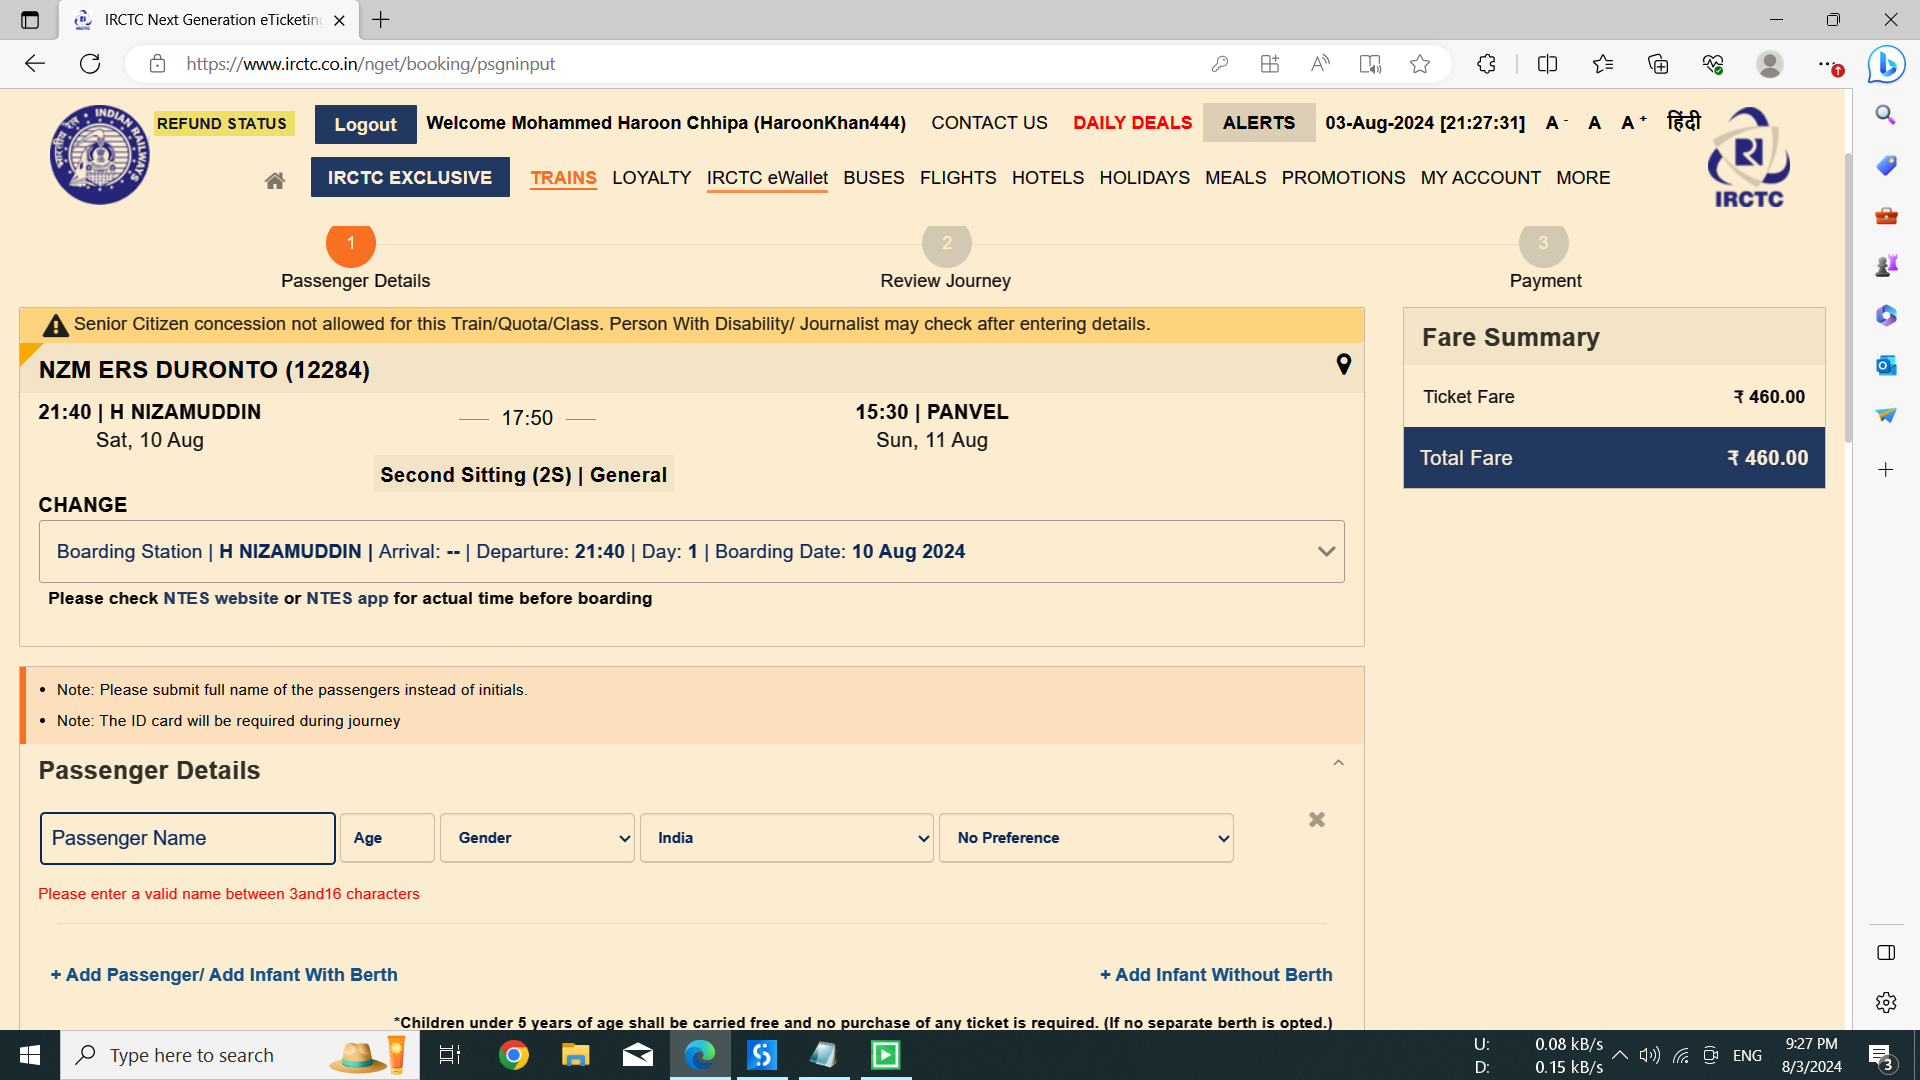 IRCTC Next Generation eTicketing
https://www.irctc.co.in/nget/booking/psgninput
INDIAN RAILWAYS
भारतीय रेल
REFUND STATUS
Logout
Welcome Mohammed Haroon Chhipa (HaroonKhan444)
CONTACT US
DAILY DEALS
ALERTS
03-Aug-2024 [21:27:31]
A -
A
A +
हिंदी
IRCTC EXCLUSIVE
TRAINS
LOYALTY
IRCTC eWallet
BUSES
FLIGHTS
HOTELS
HOLIDAYS
MEALS
PROMOTIONS
MY ACCOUNT
MORE
IRCTC
1
2
3
Passenger Details
Review Journey
Payment
Senior Citizen concession not allowed for this Train/Quota/Class. Person With Disability/ Journalist may check after entering details.
NZM ERS DURONTO (12284)
21:40 | H NIZAMUDDIN
17:50
15:30 | PANVEL
Sat, 10 Aug
Sun, 11 Aug
Second Sitting (2S) | General
CHANGE
Boarding Station | H NIZAMUDDIN | Arrival: -- | Departure: 21:40 | Day: 1 | Boarding Date: 10 Aug 2024
Please check NTES website or NTES app for actual time before boarding
Fare Summary
Ticket Fare
₹ 460.00
Total Fare
₹ 460.00
• Note: Please submit full name of the passengers instead of initials.
• Note: The ID card will be required during journey
Passenger Details
Passenger Name
Age
Gender
India
No Preference
Please enter a valid name between 3and16 characters
+ Add Passenger/ Add Infant With Berth
+ Add Infant Without Berth
*Children under 5 years of age shall be carried free and no purchase of any ticket is required. (If no separate berth is opted.)
Type here to search
U: 0.08 kB/s
D: 0.15 kB/s
ENG
9:27 PM
8/3/2024
3